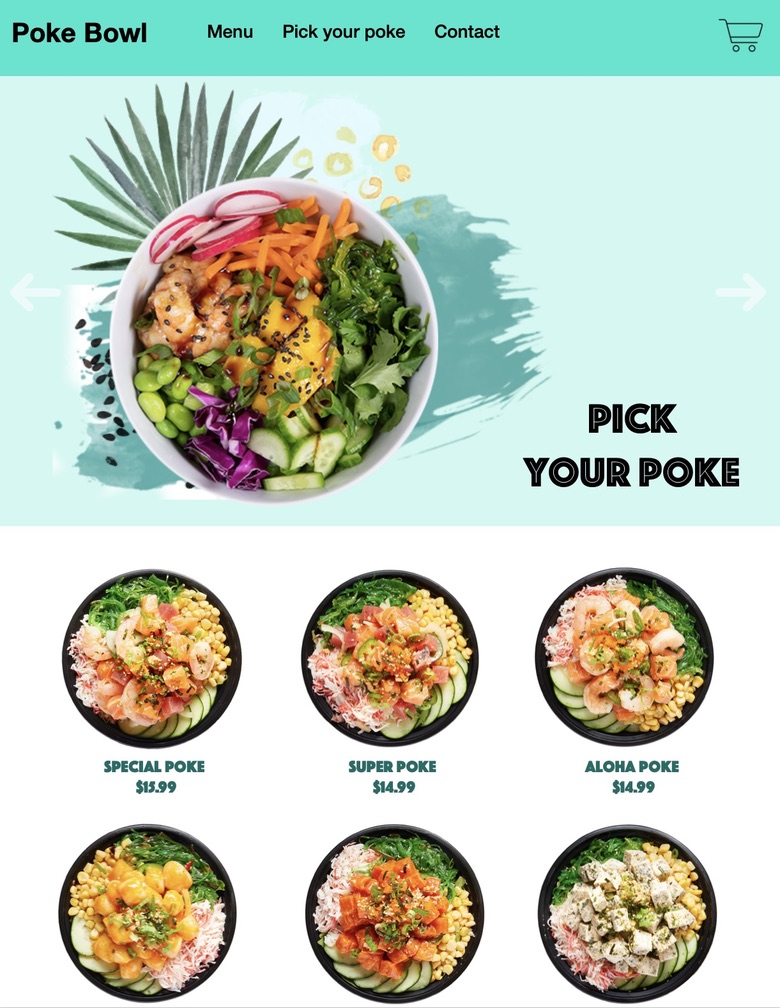 Poke Bowl
Menu Pick your poke Contact
PICK
YOUR POKE
SPECIAL POKE
$15.99
SUPER POKE
$14.99
ALOHA POKE
$14.99